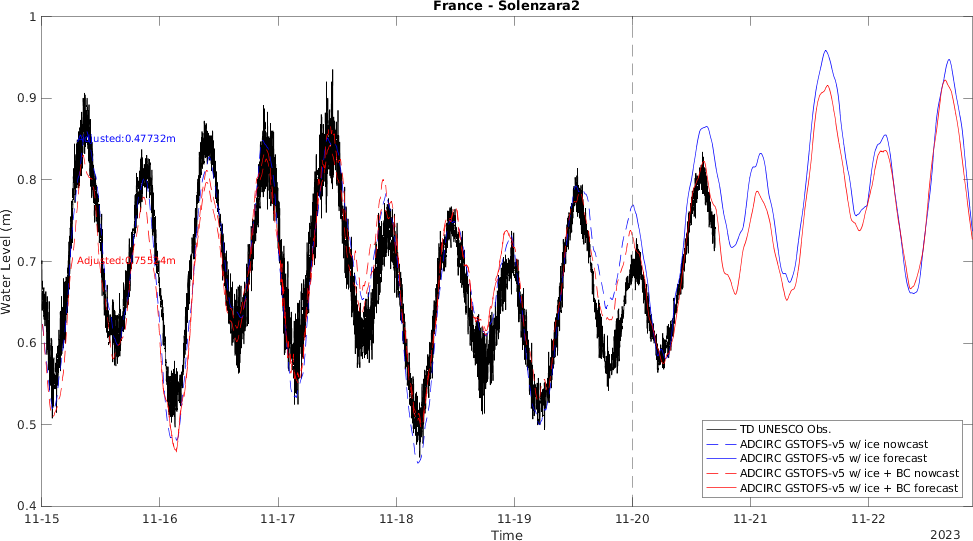 France - Solenzara2
Water Level (m)
1
0.9
0.8
0.7
0.6
0.5
0.4
Adjusted:0.47732m
11-15
11-16
11-17
11-18
11-19
11-20
11-21
11-22
2023
Time
TD UNESCO Obs.
ADCIRC GSTOFS-v5 w/ ice nowcast
ADCIRC GSTOFS-v5 w/ ice forecast
ADCIRC GSTOFS-v5 w/ ice + BC nowcast
ADCIRC GSTOFS-v5 w/ ice + BC forecast